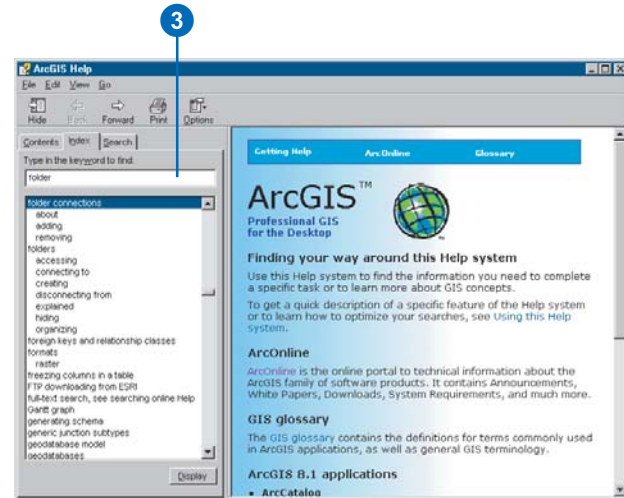 3
ArcGIS Help
File Edit View Go
Hide Back Forward Print Options
Contents Index Search
Type in the keyword to find:
folder
folder connections
about
adding
removing
folders
accessing
connecting to
creating
disconnecting from
explained
hiding
organizing
foreign keys and relationship classes
formats
raster
freezing columns in a table
FTP downloading from ESRI
full-text search, see searching online Help
Gantt graph
generating schema
generic junction subtypes
geodatabase model
geodatabases
Display
Getting Help ArcOnline Glossary
ArcGIS™
Professional GIS
for the Desktop
Finding your way around this Help system
Use this Help system to find the information you need to complete
a specific task or to learn more about GIS concepts.
To get a quick description of a specific feature of the Help system
or to learn how to optimize your searches, see Using this Help
system.
ArcOnline
ArcOnline is the online portal to technical information about the
ArcGIS family of software products. It contains Announcements,
White Papers, Downloads, System Requirements, and much more.
GIS glossary
The GIS glossary contains the definitions for terms commonly used
in ArcGIS applications, as well as general GIS terminology.
ArcGIS 8.1 applications
• ArcCatalog